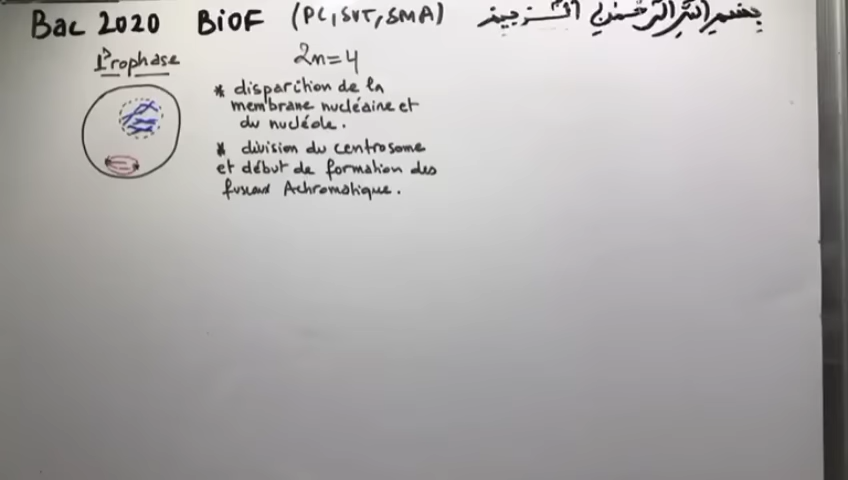 Bac 2020 BiOF (PC, SVT, SMA) بسم الله الرحمن الرحيم
Prophase
2n=4
* disparition de la
membrane nucléaire et
du nucléole.
* division du centrosome
et début de formation des
fuseaux Achromatique.